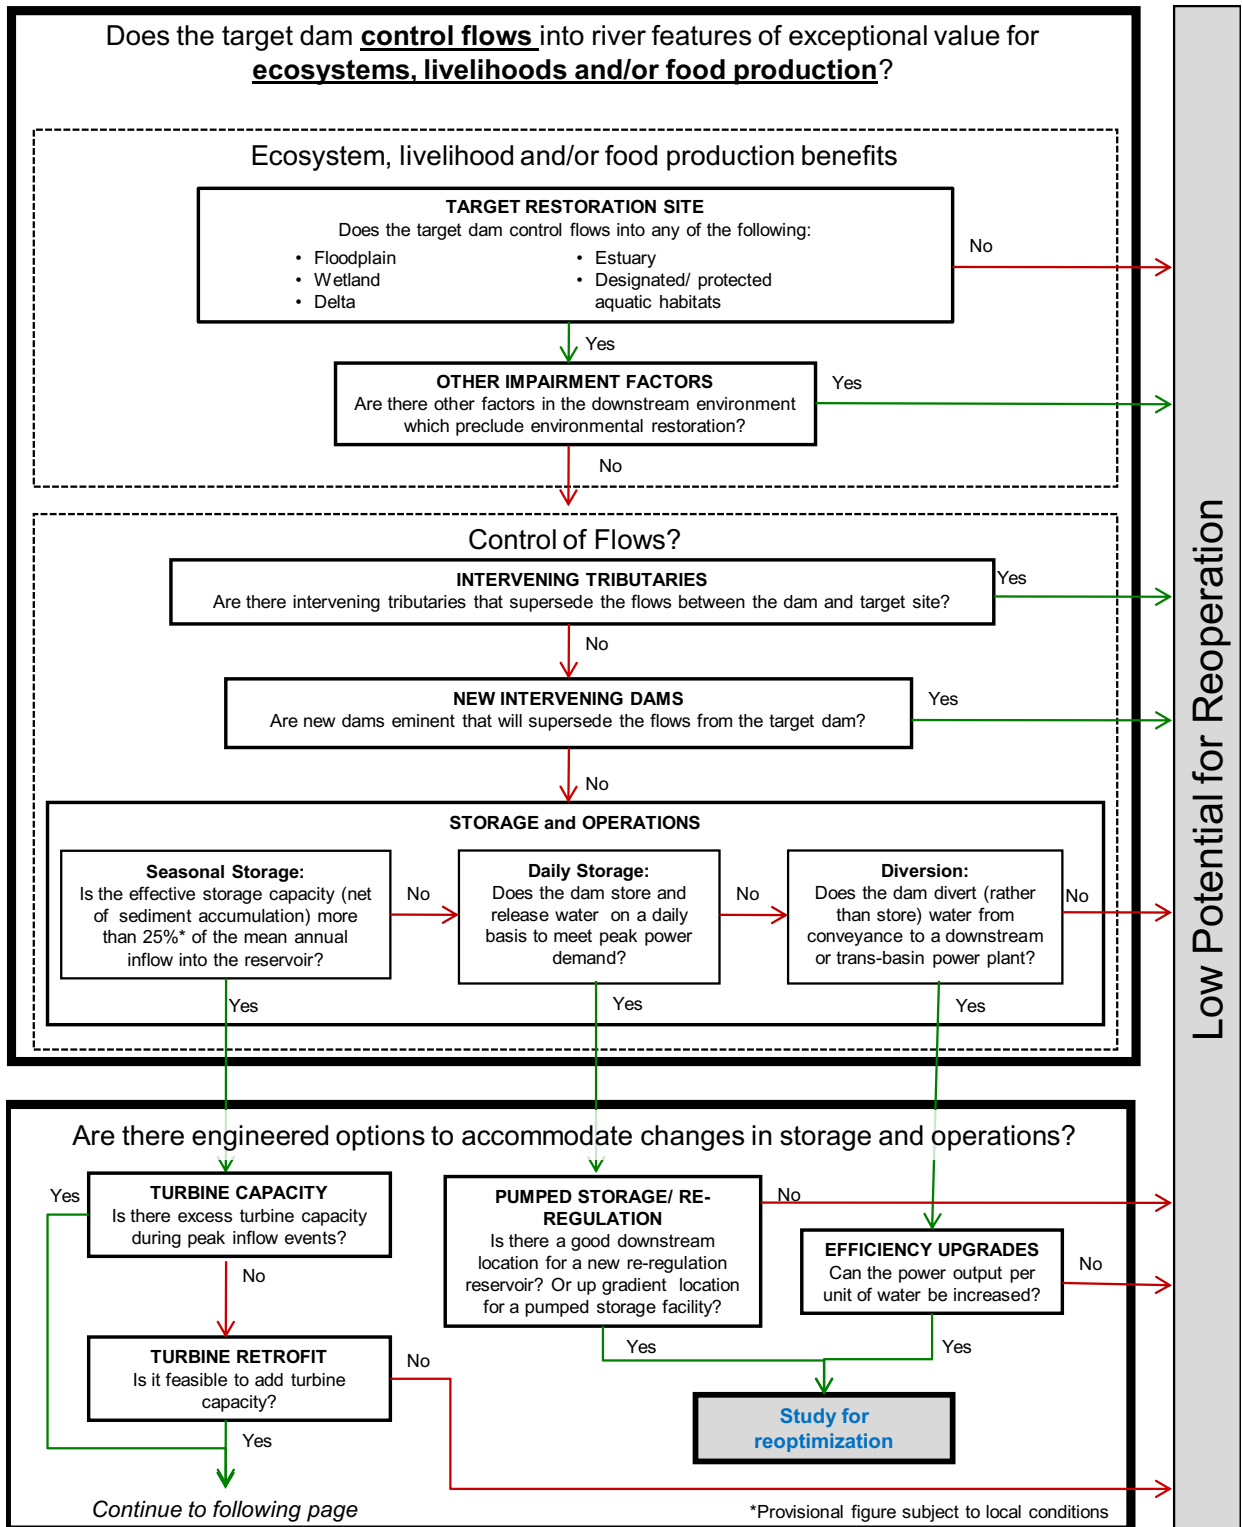 Does the target dam control flows into river features of exceptional value for
ecosystems, livelihoods and/or food production?
Ecosystem, livelihood and/or food production benefits
TARGET RESTORATION SITE
Does the target dam control flows into any of the following:
• Floodplain
• Wetland
• Delta
• Estuary
• Designated/ protected
aquatic habitats
No
Yes
OTHER IMPAIRMENT FACTORS
Are there other factors in the downstream environment
which preclude environmental restoration?
Yes
No
Control of Flows?
INTERVENING TRIBUTARIES
Are there intervening tributaries that supersede the flows between the dam and target site?
Yes
No
NEW INTERVENING DAMS
Are new dams eminent that will supersede the flows from the target dam?
Yes
No
STORAGE and OPERATIONS
Seasonal Storage:
Is the effective storage capacity (net
of sediment accumulation) more
than 25%* of the mean annual
inflow into the reservoir?
No
Daily Storage:
Does the dam store and
release water on a daily
basis to meet peak power
demand?
No
Diversion:
Does the dam divert (rather
than store) water from
conveyance to a downstream
or trans-basin power plant?
No
Yes
Yes
Yes
Are there engineered options to accommodate changes in storage and operations?
Yes
TURBINE CAPACITY
Is there excess turbine capacity
during peak inflow events?
No
TURBINE RETROFIT
Is it feasible to add turbine
capacity?
No
Yes
Continue to following page
PUMPED STORAGE/ RE-
REGULATION
Is there a good downstream
location for a new re-regulation
reservoir? Or up gradient location
for a pumped storage facility?
No
Yes
EFFICIENCY UPGRADES
Can the power output per
unit of water be increased?
No
Yes
Study for
reoptimization
*Provisional figure subject to local conditions
Low Potential for Reoperation